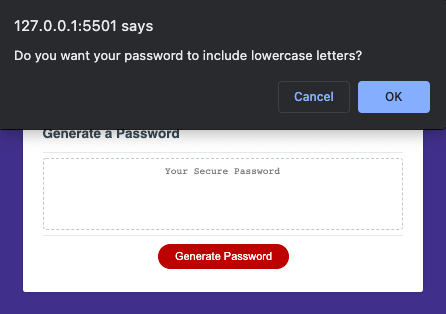 127.0.0.1:5501 says
Do you want your password to include lowercase letters?
Cancel
OK
Generate a Password
Your Secure Password
Generate Password